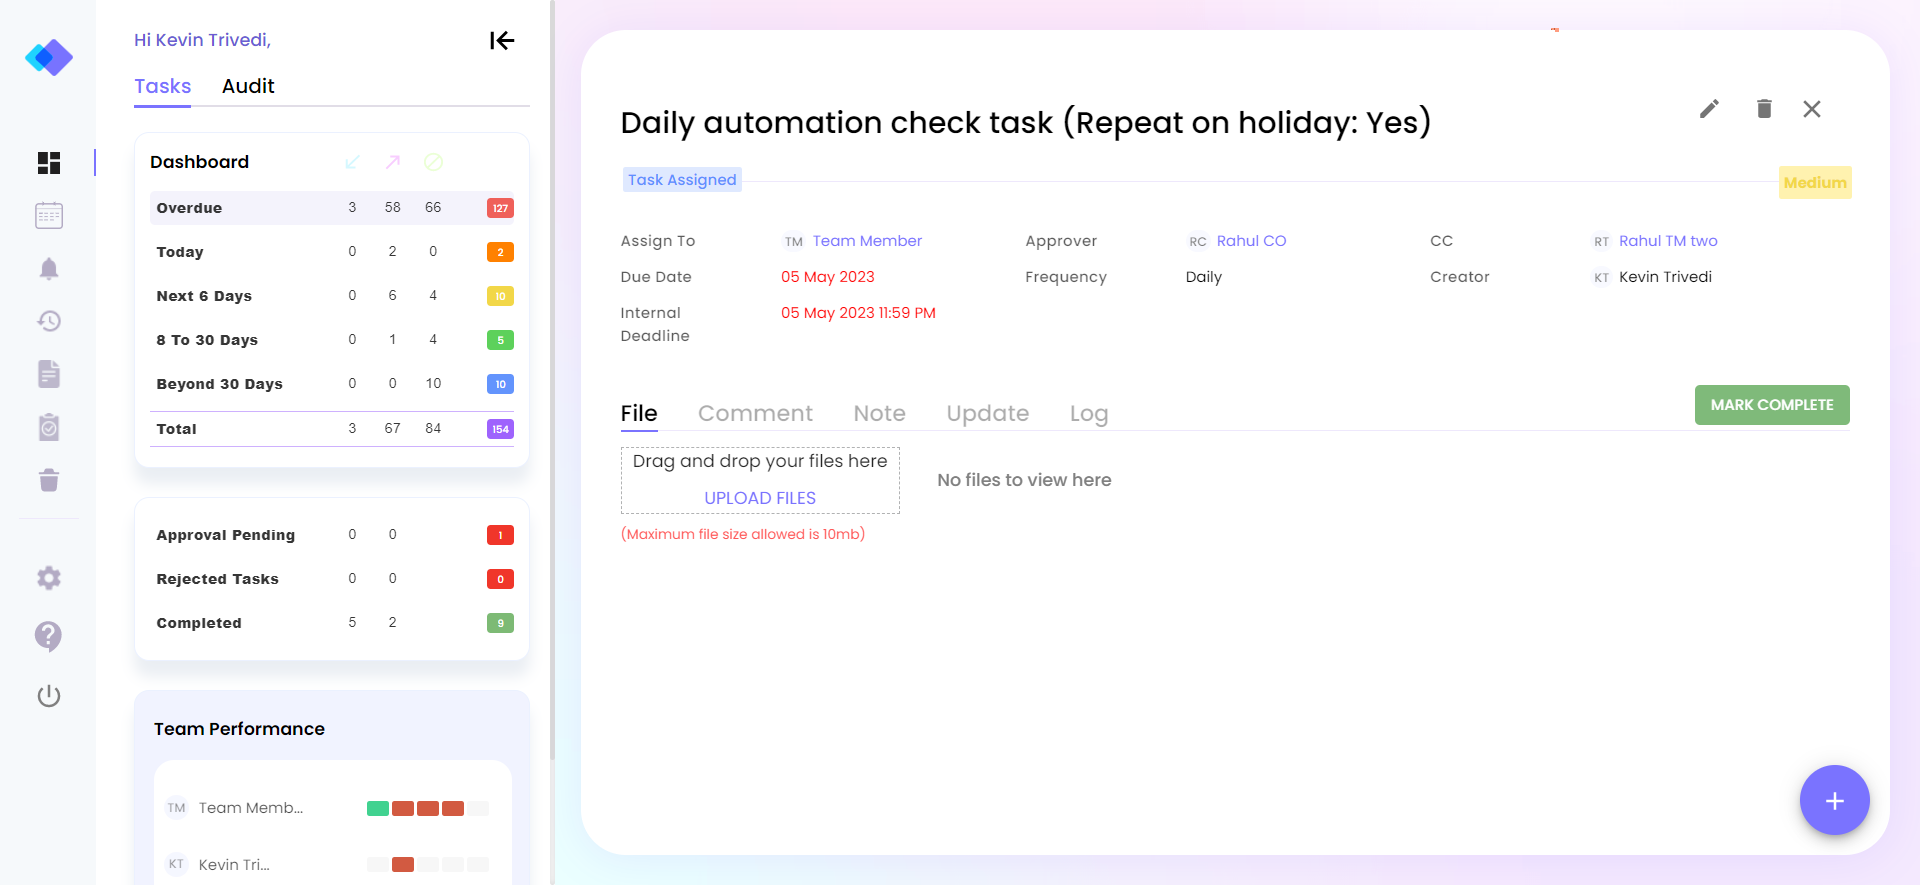 Hi Kevin Trivedi,
Tasks Audit
Dashboard
Overdue 3 58 66 127
Today 0 2 0 2
Next 6 Days 0 6 4 10
8 To 30 Days 0 1 4 5
Beyond 30 Days 0 0 10 10
Total 3 67 84 154
Approval Pending 0 0 1
Rejected Tasks 0 0 0
Completed 5 2 9
Team Performance
TM Team Memb...
KT Kevin Tri...
Daily automation check task (Repeat on holiday: Yes)
Task Assigned Medium
Assign To TM Team Member Approver RC Rahul CO CC RT Rahul TM two
Due Date 05 May 2023 Frequency Daily Creator KT Kevin Trivedi
Internal Deadline 05 May 2023 11:59 PM
File Comment Note Update Log MARK COMPLETE
Drag and drop your files here
UPLOAD FILES
No files to view here
(Maximum file size allowed is 10mb)